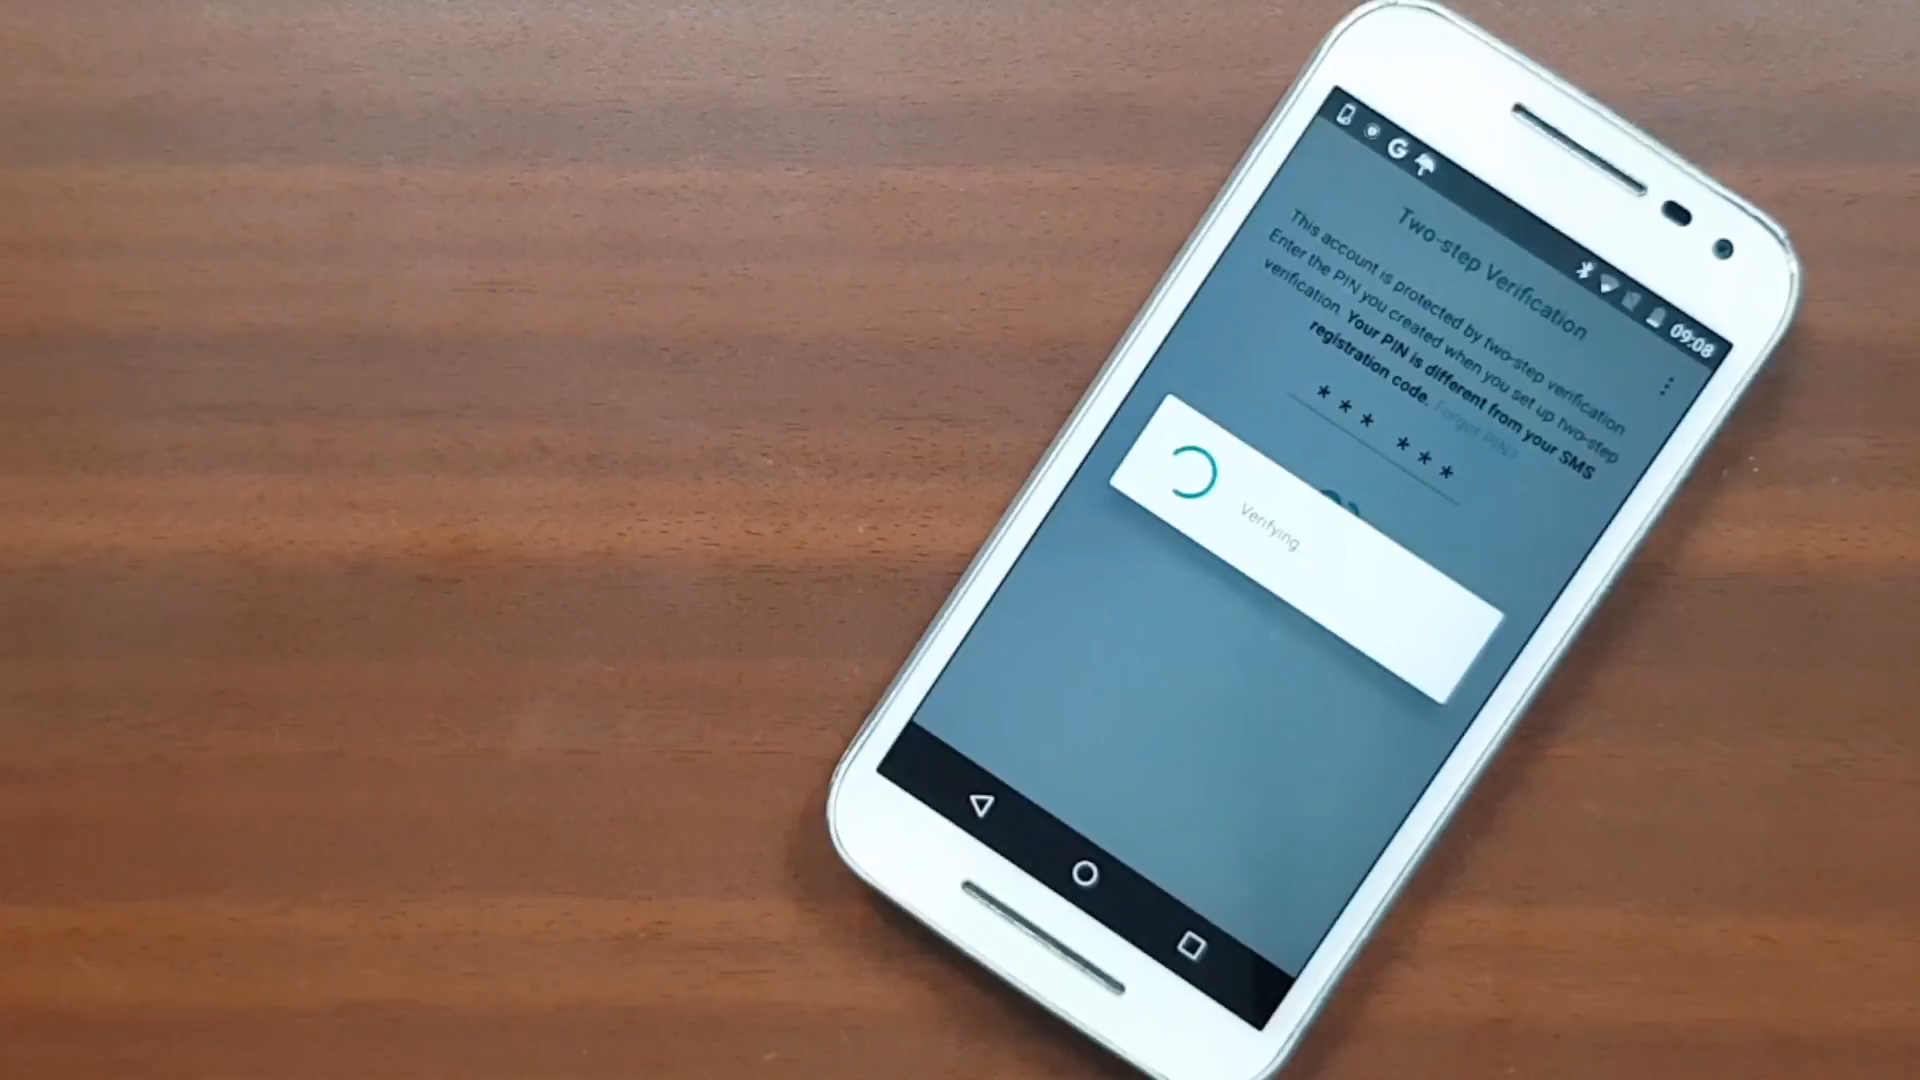 09:08
Two-step Verification
This account is protected by two-step verification
Enter the PIN you created when you set up two-step
verification. Your PIN is different from your SMS
registration code. Forgot PIN?
*** ***
Verifying...